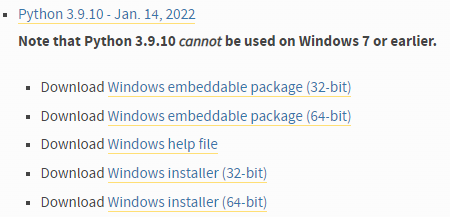 Python 3.9.10 - Jan. 14, 2022
Note that Python 3.9.10 cannot be used on Windows 7 or earlier.
Download Windows embeddable package (32-bit)
Download Windows embeddable package (64-bit)
Download Windows help file
Download Windows installer (32-bit)
Download Windows installer (64-bit)